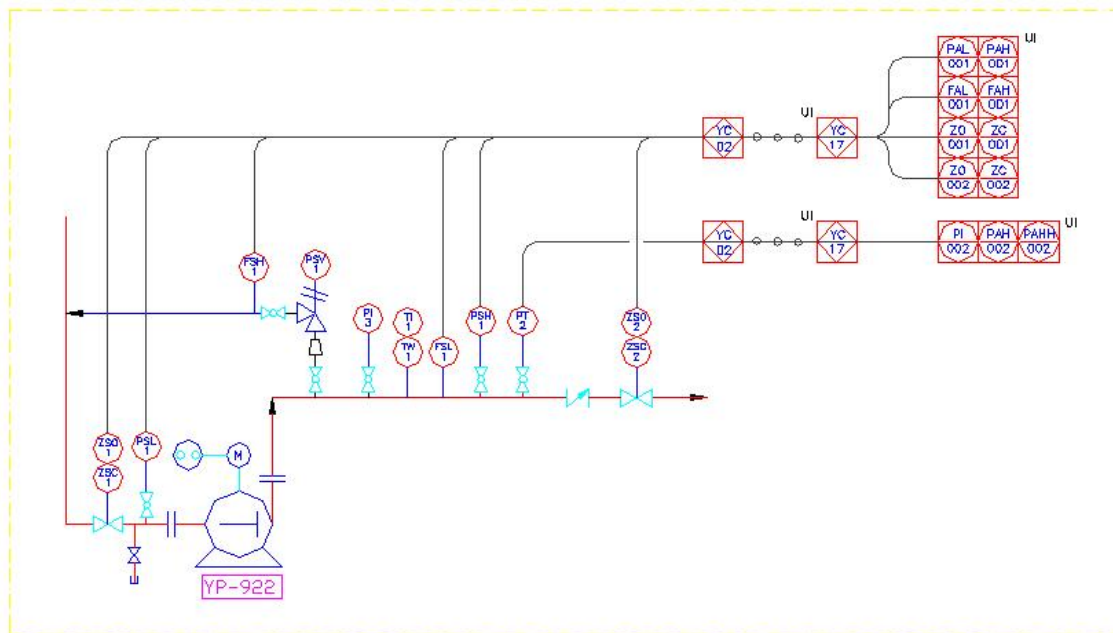 UI
PAL PAH
001 001
FAL FAH
001 001
UI
YC YC
02 17
ZO ZC
001 001
ZO ZC
002 002
UI
UI
YC YC
02 17
PI PAH PAHH
002 002 002
FSH
1
PSV
1
PI
3
TI
1
TW
1
FSL
1
PSH
1
PT
2
ZSO
2
ZSC
2
ZSO
1
ZSC
1
PSL
1
M
YP-922